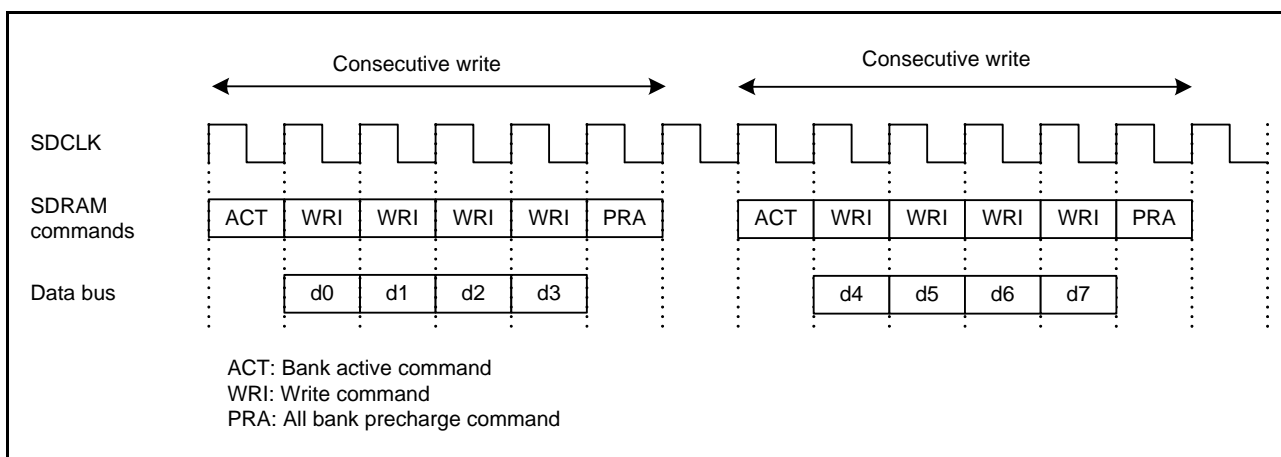 Consecutive write Consecutive write
SDCLK
SDRAM
commands
ACT WRI WRI WRI WRI PRA ACT WRI WRI WRI WRI PRA
Data bus d0 d1 d2 d3 d4 d5 d6 d7
ACT: Bank active command
WRI: Write command
PRA: All bank precharge command